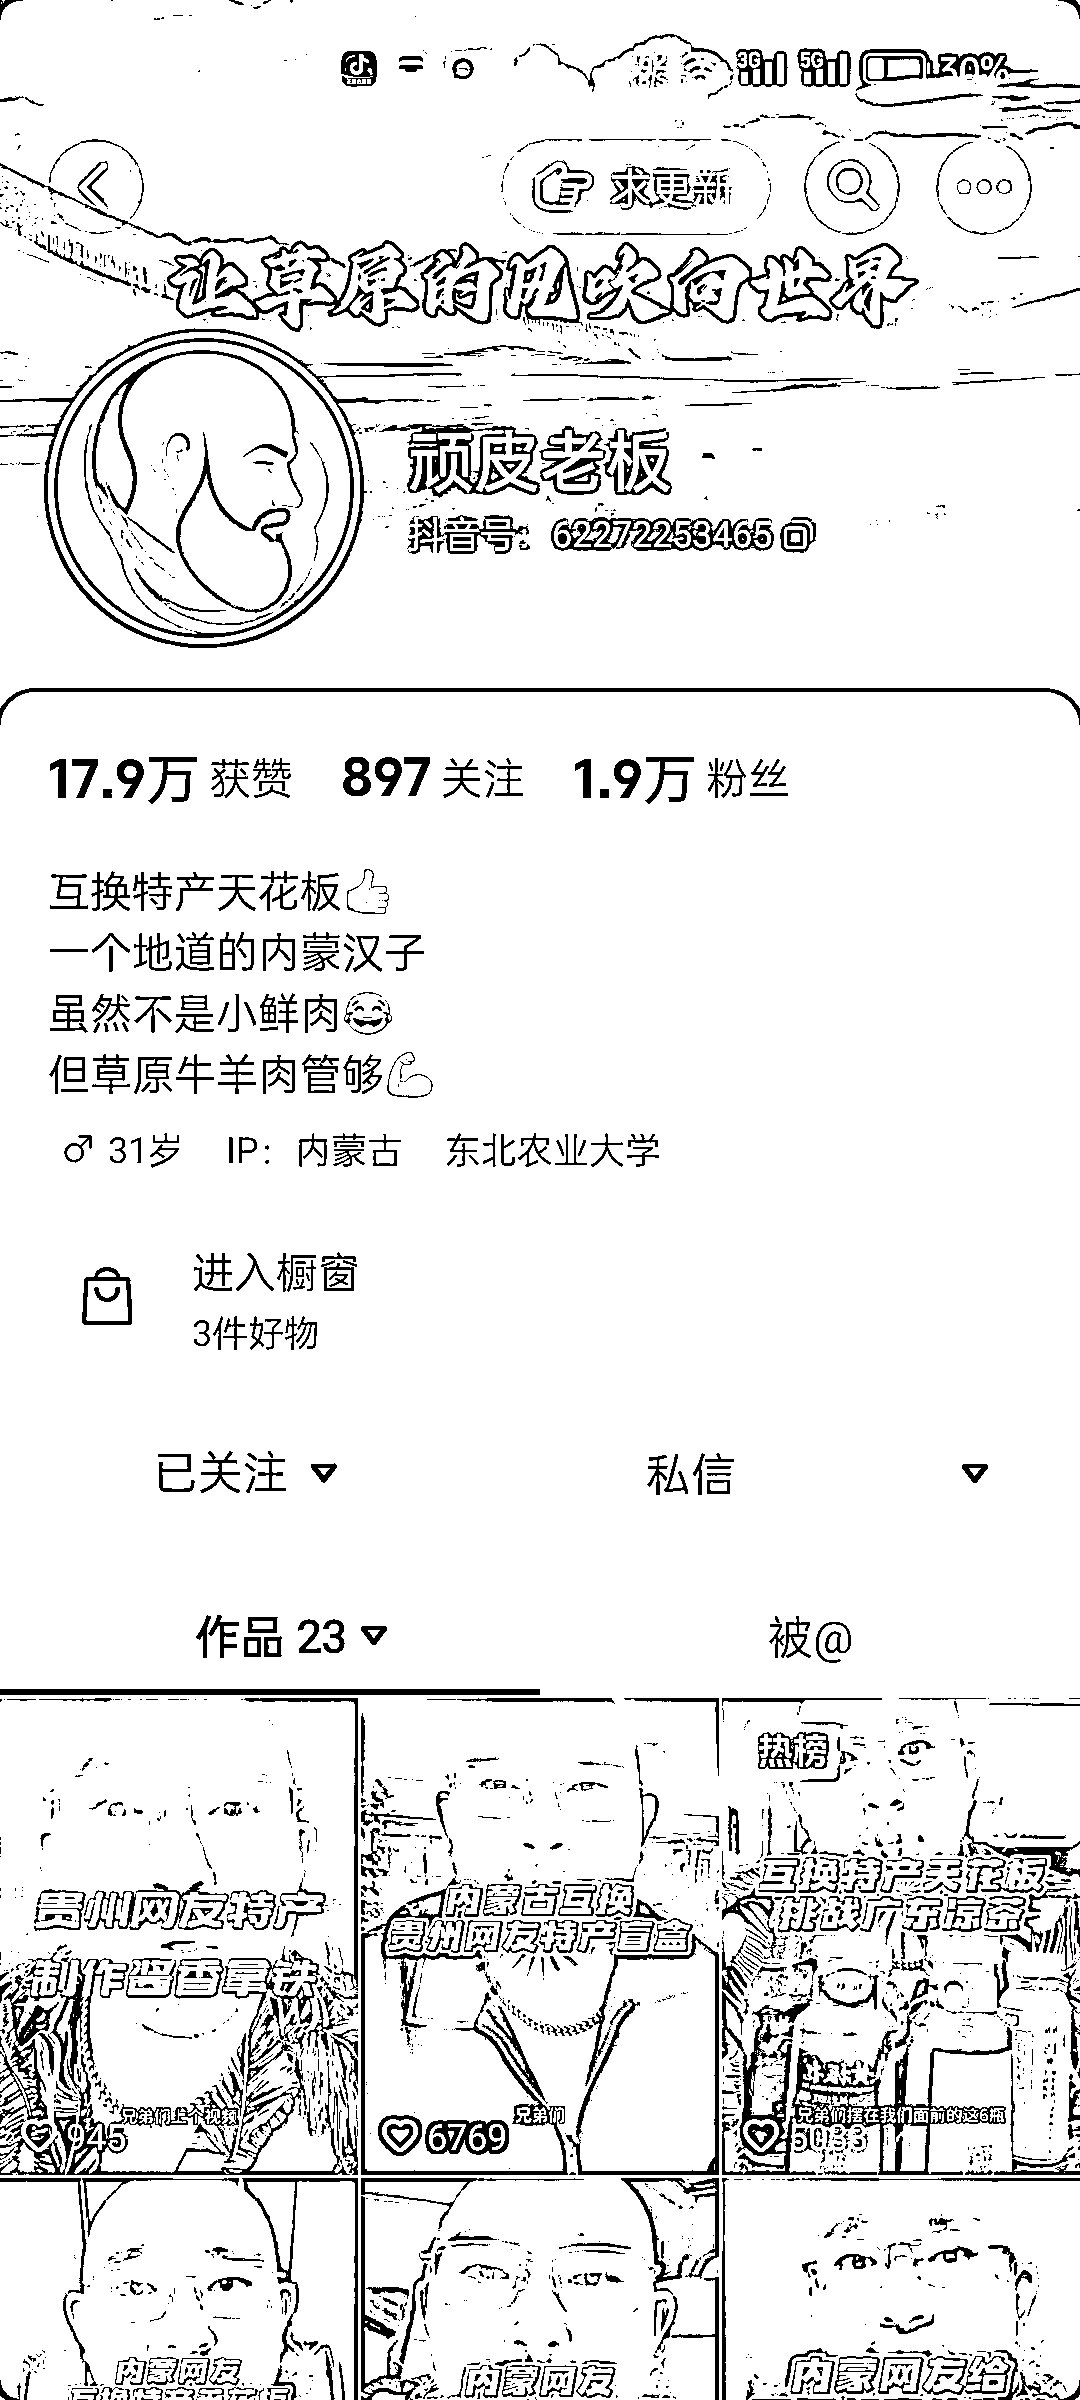 3G 5G 30%
求更新
让草原的风吹向世界
顽皮老板
抖音号：62272253465
17.9万 获赞 897 关注 1.9万 粉丝
互换特产天花板👍
一个地道的内蒙汉子
虽然不是小鲜肉😂
但草原牛羊肉管够💪
♂ 31岁 IP：内蒙古 东北农业大学
进入橱窗
3件好物
已关注 私信
作品 23 被@
贵州网友特产
制作酱香拿铁
兄弟们上个视频
945
内蒙古互换
贵州网友特产盲盒
兄弟们
6769
热榜
互换特产天花板
挑战广东凉茶
兄弟们摆在我们面前的这6瓶
内蒙网友
内蒙网友
内蒙网友给